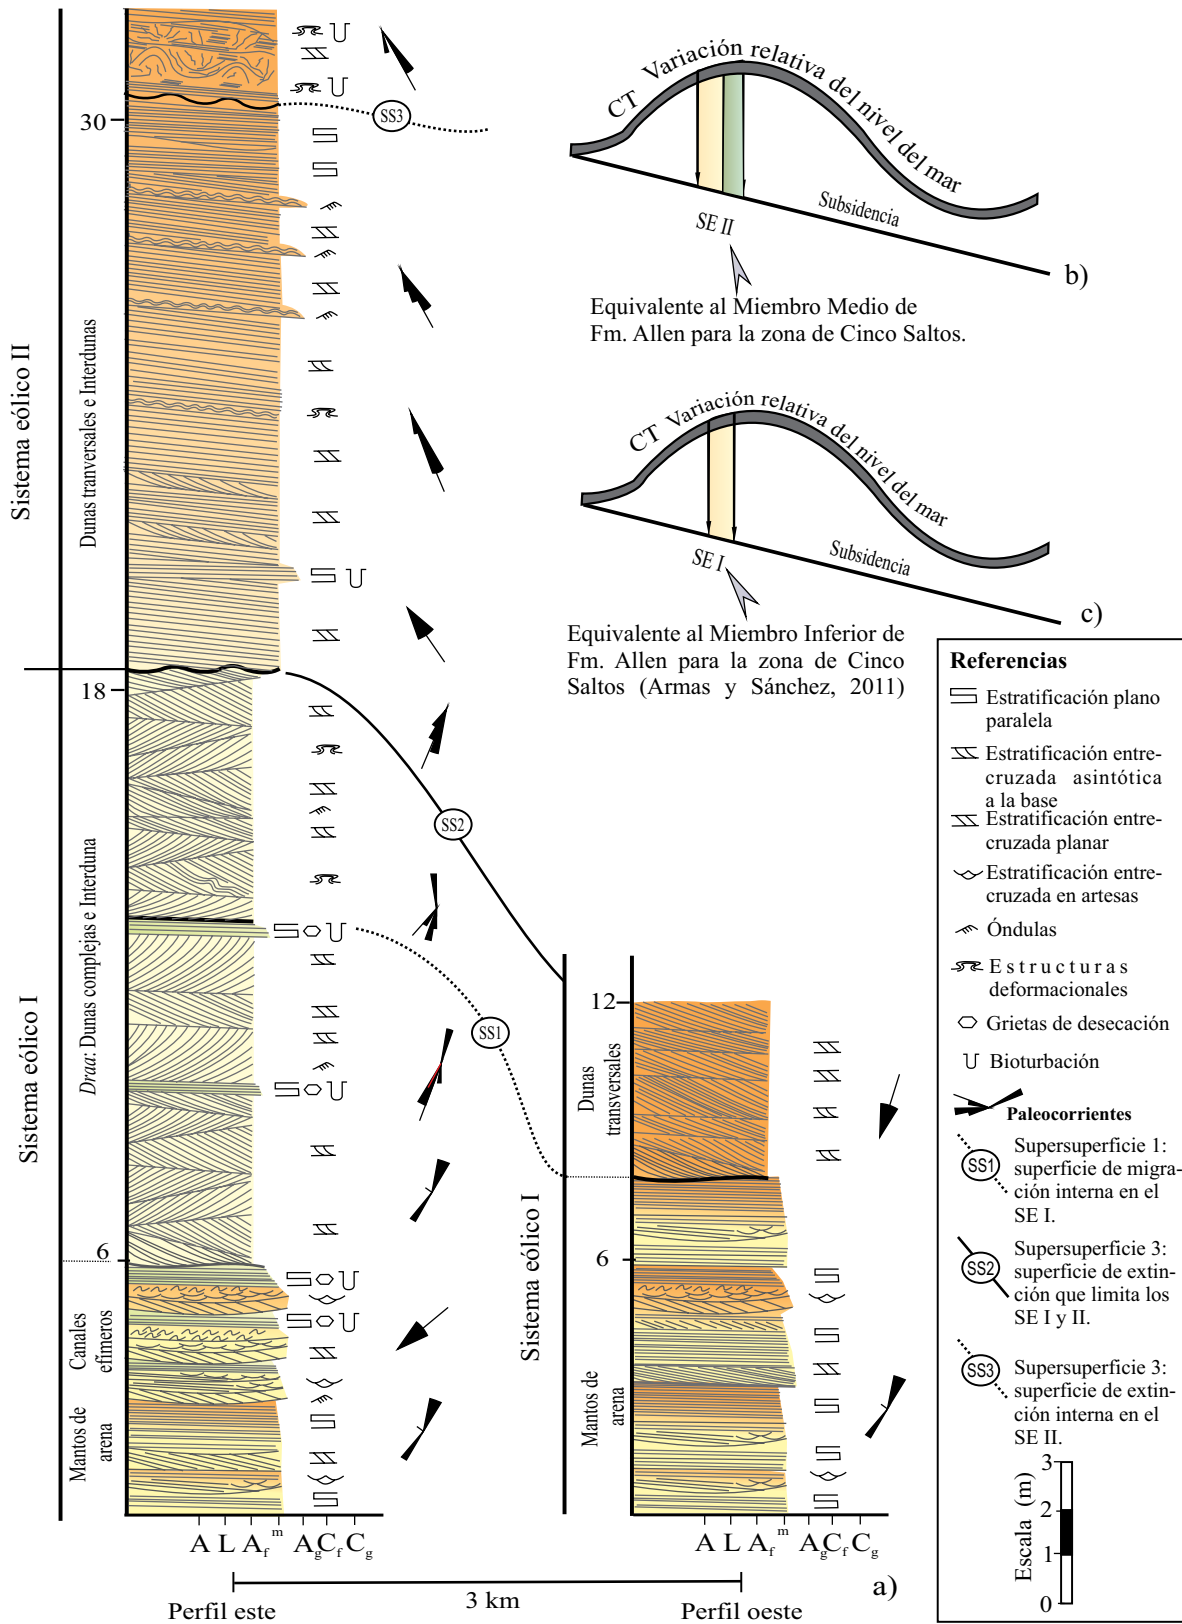 Sistema eólico II
Dunas tranversales e Interdunas
Sistema eólico I
Draa: Dunas complejas e Interduna
Canales
efímeros
Mantos de
arena
30
18
6
SS3
SS2
SS1
A L Af m Ag Cf Cg
Perfil este
3 km
Perfil oeste
a)
Sistema eólico I
Dunas
transversales
Mantos de
arena
12
6
A L Af m Ag Cf Cg
CT Variación relativa del nivel del mar
Subsidencia
SE II
b)
Equivalente al Miembro Medio de
Fm. Allen para la zona de Cinco Saltos.
CT Variación relativa del nivel del mar
Subsidencia
SE I
c)
Equivalente al Miembro Inferior de
Fm. Allen para la zona de Cinco
Saltos (Armas y Sánchez, 2011)
Referencias
Estratificación plano
paralela
Estratificación entre-
cruzada asintótica
a la base
Estratificación entre-
cruzada planar
Estratificación entre-
cruzada en artesas
Óndulas
Estructuras
deformacionales
Grietas de desecación
Bioturbación
Paleocorrientes
SS1
Supersuperficie 1:
superficie de migra-
ción interna en el
SE I.
SS2
Supersuperficie 3:
superficie de extin-
ción que limita los
SE I y II.
SS3
Supersuperficie 3:
superficie de extin-
ción interna en el
SE II.
Escala (m)
3
2
1
0